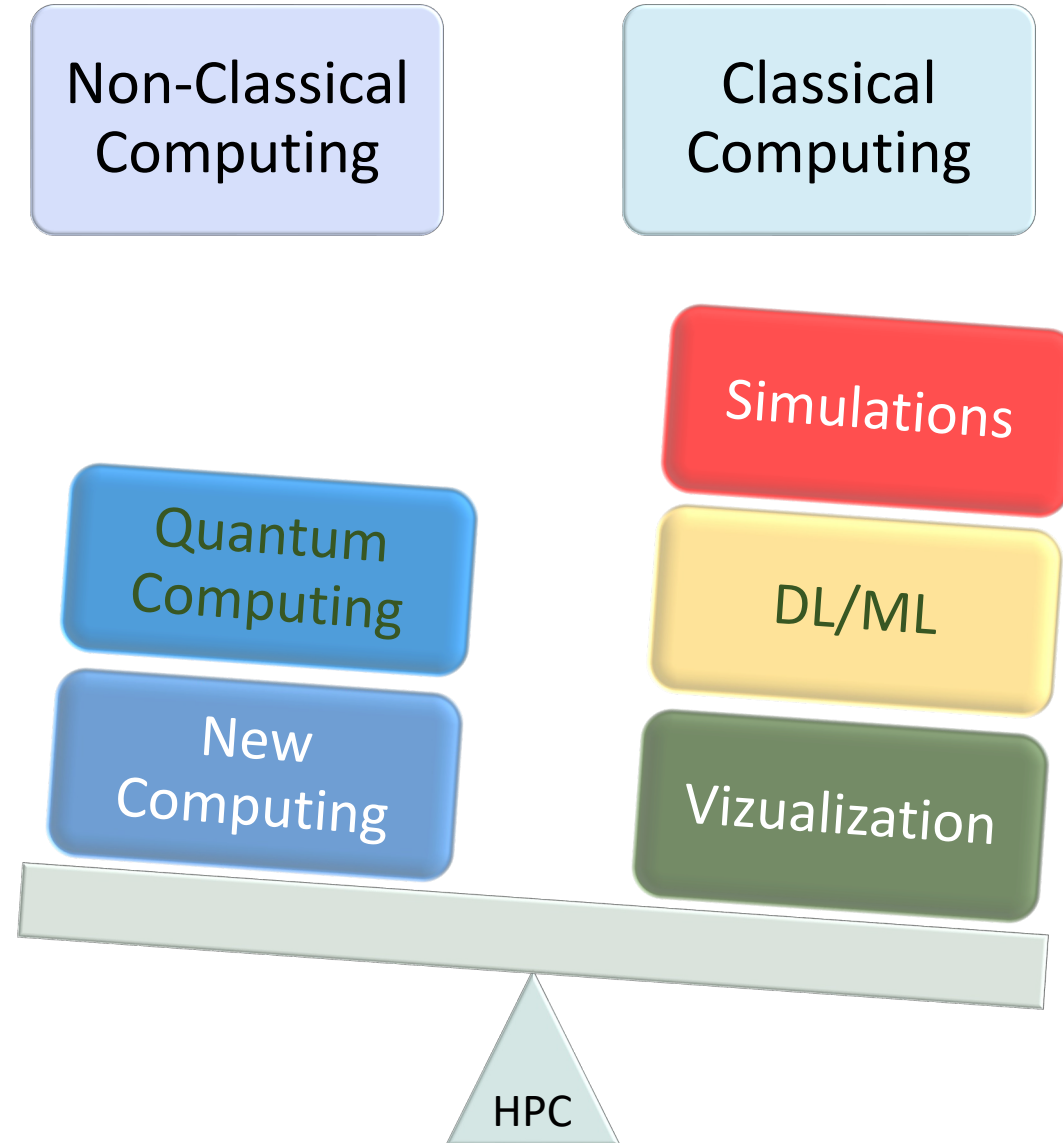 Non-Classical
Computing
Classical
Computing
Quantum
Computing
New
Computing
Simulations
DL/ML
Vizualization
HPC